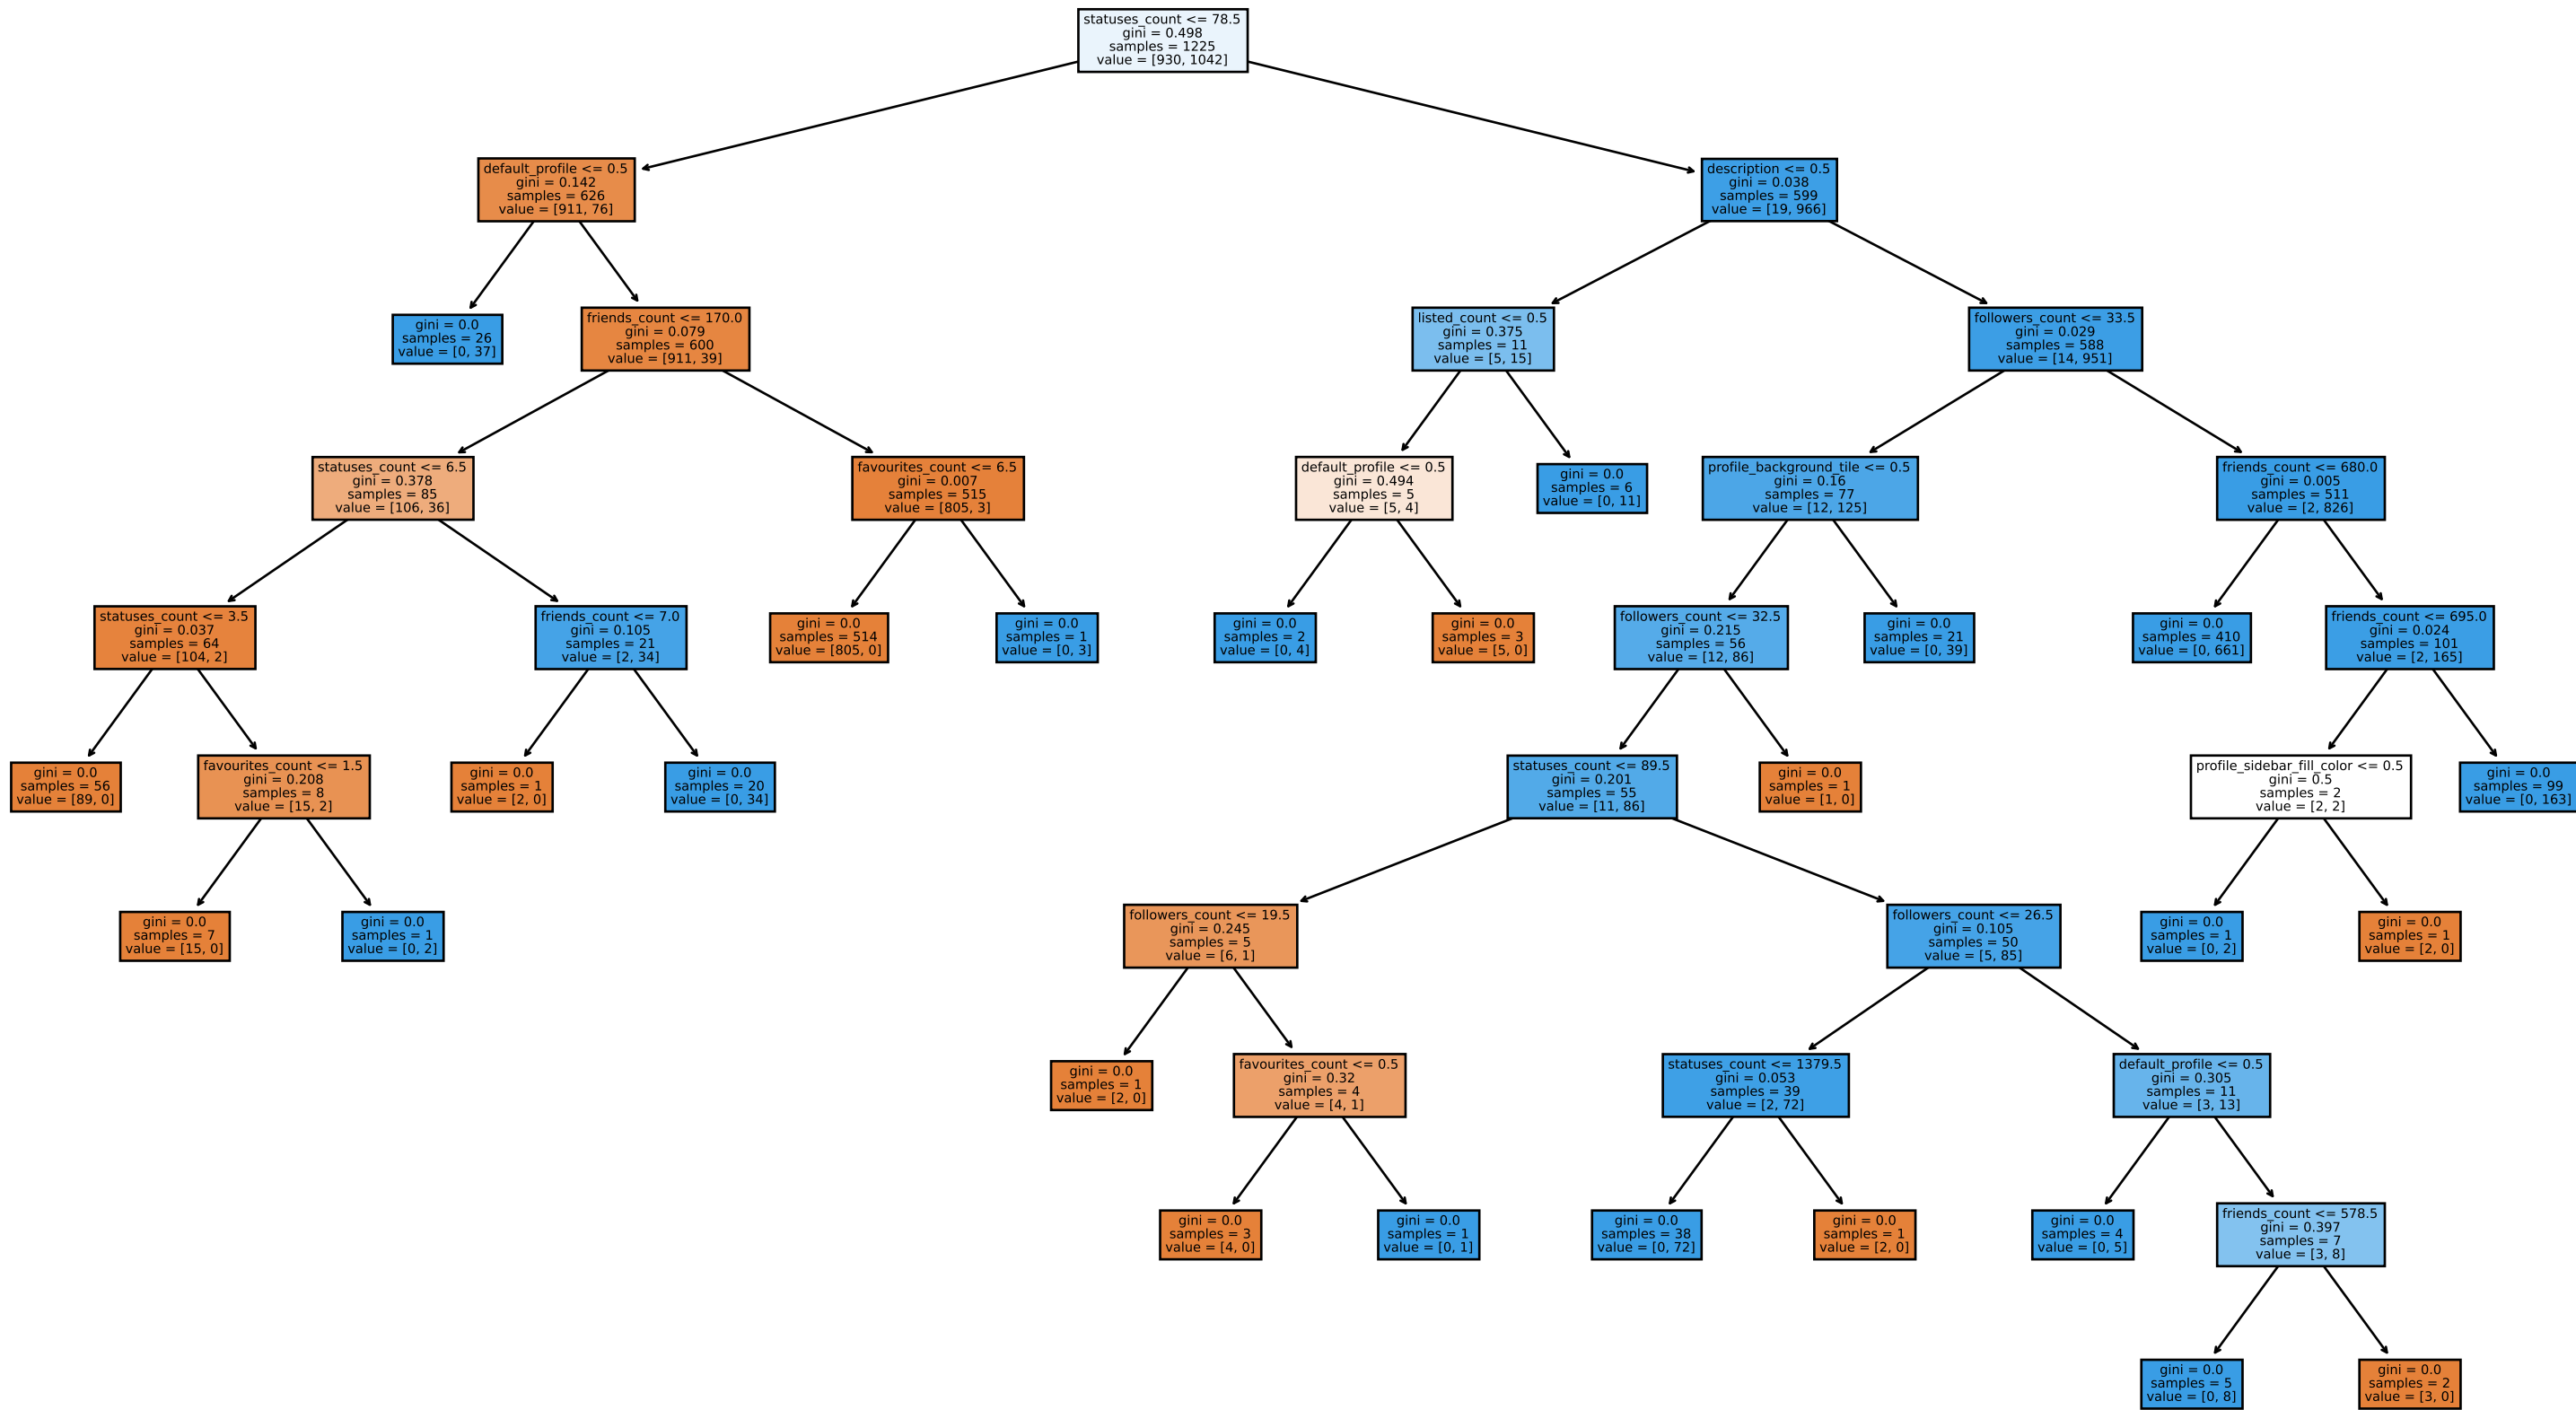 statuses_count <= 78.5
gini = 0.498
samples = 1225
value = [930, 1042]
default_profile <= 0.5
gini = 0.142
samples = 626
value = [911, 76]
description <= 0.5
gini = 0.038
samples = 599
value = [19, 966]
gini = 0.0
samples = 26
value = [0, 37]
friends_count <= 170.0
gini = 0.079
samples = 600
value = [911, 39]
listed_count <= 0.5
gini = 0.375
samples = 11
value = [5, 15]
followers_count <= 33.5
gini = 0.029
samples = 588
value = [14, 951]
statuses_count <= 6.5
gini = 0.378
samples = 85
value = [106, 36]
favourites_count <= 6.5
gini = 0.007
samples = 515
value = [805, 3]
default_profile <= 0.5
gini = 0.494
samples = 5
value = [5, 4]
gini = 0.0
samples = 6
value = [0, 11]
profile_background_tile <= 0.5
gini = 0.16
samples = 77
value = [12, 125]
friends_count <= 680.0
gini = 0.005
samples = 511
value = [2, 826]
statuses_count <= 3.5
gini = 0.037
samples = 64
value = [104, 2]
friends_count <= 7.0
gini = 0.105
samples = 21
value = [2, 34]
gini = 0.0
samples = 514
value = [805, 0]
gini = 0.0
samples = 1
value = [0, 3]
gini = 0.0
samples = 2
value = [0, 4]
gini = 0.0
samples = 3
value = [5, 0]
followers_count <= 32.5
gini = 0.215
samples = 56
value = [12, 86]
gini = 0.0
samples = 21
value = [0, 39]
gini = 0.0
samples = 410
value = [0, 661]
friends_count <= 695.0
gini = 0.024
samples = 101
value = [2, 165]
gini = 0.0
samples = 56
value = [89, 0]
favourites_count <= 1.5
gini = 0.208
samples = 8
value = [15, 2]
gini = 0.0
samples = 1
value = [2, 0]
gini = 0.0
samples = 20
value = [0, 34]
statuses_count <= 89.5
gini = 0.201
samples = 55
value = [11, 86]
gini = 0.0
samples = 1
value = [1, 0]
profile_sidebar_fill_color <= 0.5
gini = 0.5
samples = 2
value = [2, 2]
gini = 0.0
samples = 99
value = [0, 163]
gini = 0.0
samples = 7
value = [15, 0]
gini = 0.0
samples = 1
value = [0, 2]
followers_count <= 19.5
gini = 0.245
samples = 5
value = [6, 1]
followers_count <= 26.5
gini = 0.105
samples = 50
value = [5, 85]
gini = 0.0
samples = 1
value = [0, 2]
gini = 0.0
samples = 1
value = [2, 0]
gini = 0.0
samples = 1
value = [2, 0]
favourites_count <= 0.5
gini = 0.32
samples = 4
value = [4, 1]
statuses_count <= 1379.5
gini = 0.053
samples = 39
value = [2, 72]
default_profile <= 0.5
gini = 0.305
samples = 11
value = [3, 13]
gini = 0.0
samples = 3
value = [4, 0]
gini = 0.0
samples = 1
value = [0, 1]
gini = 0.0
samples = 38
value = [0, 72]
gini = 0.0
samples = 1
value = [2, 0]
gini = 0.0
samples = 4
value = [0, 5]
friends_count <= 578.5
gini = 0.397
samples = 7
value = [3, 8]
gini = 0.0
samples = 5
value = [0, 8]
gini = 0.0
samples = 2
value = [3, 0]